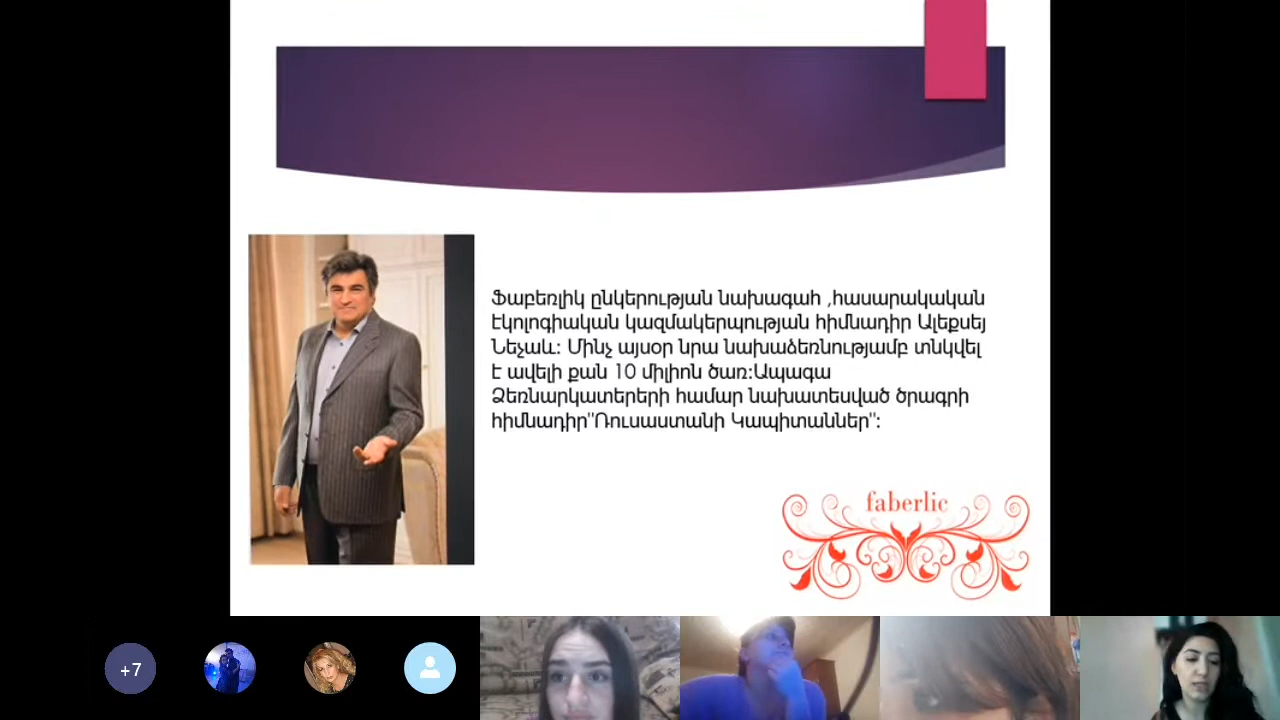 Ֆաբեռլիկ ընկերության նախագահ ,հասարակական
էկոլոգիական կազմակերպության հիմնադիր Ալեքսեյ
Նեչաև: Մինչ այսօր նրա նախաձեռնությամբ տնկվել
է ավելի քան 10 միլիոն ծառ:Ապագա
Ձեռնարկատերերի համար նախատեսված ծրագրի
հիմնադիր"Ռուսաստանի Կապիտաններ":
faberlic
+7